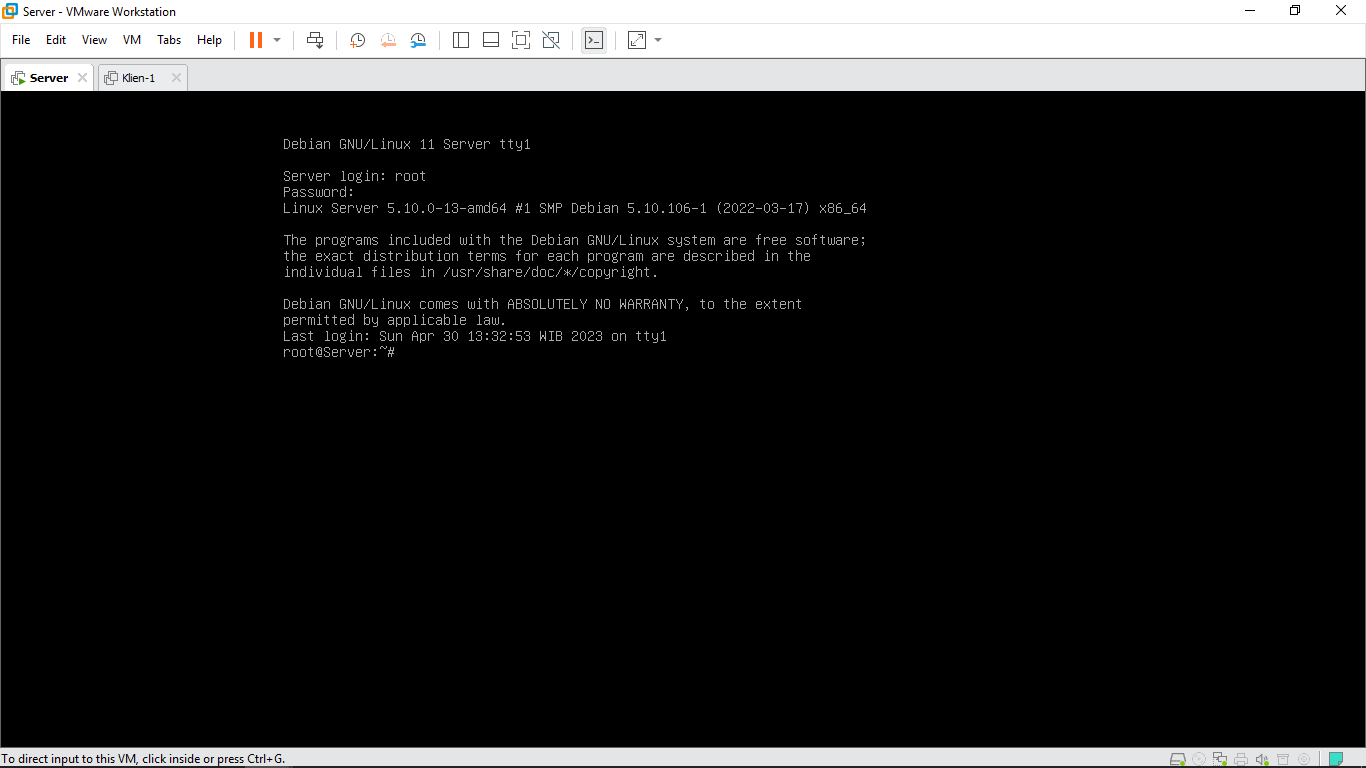 Server - VMware Workstation
File Edit View VM Tabs Help
Server Klien-1
Debian GNU/Linux 11 Server tty1
Server login: root
Password:
Linux Server 5.10.0-13-amd64 #1 SMP Debian 5.10.106-1 (2022-03-17) x86_64
The programs included with the Debian GNU/Linux system are free software;
the exact distribution terms for each program are described in the
individual files in /usr/share/doc/*/copyright.
Debian GNU/Linux comes with ABSOLUTELY NO WARRANTY, to the extent
permitted by applicable law.
Last login: Sun Apr 30 13:32:53 WIB 2023 on tty1
root@Server:~#
To direct input to this VM, click inside or press Ctrl+G.